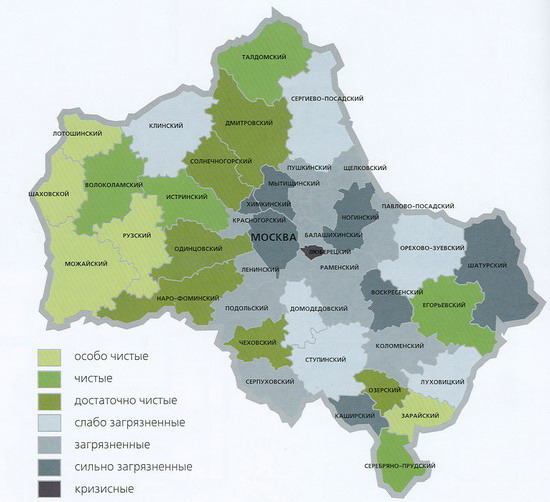 ТАЛДОМСКИЙ
СЕРГИЕВО-ПОСАДСКИЙ
КЛИНСКИЙ
ДМИТРОВСКИЙ
ЛОТОШИНСКИЙ
СОЛНЕЧНОГОРСКИЙ
ПУШКИНСКИЙ
ЩЕЛКОВСКИЙ
ВОЛОКОЛАМСКИЙ
МЫТИЩИНСКИЙ
ШАХОВСКОЙ
ИСТРИНСКИЙ
ХИМКИНСКИЙ
ПАВЛОВО-ПОСАДСКИЙ
КРАСНОГОРСКИЙ
НОГИНСКИЙ
РУЗСКИЙ
МОСКВА
БАЛАШИХИНСКИЙ
ОДИНЦОВСКИЙ
ОРЕХОВО-ЗУЕВСКИЙ
ЛЮБЕРЕЦКИЙ
МОЖАЙСКИЙ
ЛЕНИНСКИЙ
РАМЕНСКИЙ
ШАТУРСКИЙ
НАРО-ФОМИНСКИЙ
ВОСКРЕСЕНСКИЙ
ЕГОРЬЕВСКИЙ
ПОДОЛЬСКИЙ
ДОМОДЕДОВСКИЙ
ЧЕХОВСКИЙ
КОЛОМЕНСКИЙ
СТУПИНСКИЙ
СЕРПУХОВСКИЙ
ЛУХОВИЦКИЙ
ОЗЕРСКИЙ
КАШИРСКИЙ
ЗАРАЙСКИЙ
СЕРЕБРЯНО-ПРУДСКИЙ
особо чистые
чистые
достаточно чистые
слабо загрязненные
загрязненные
сильно загрязненные
кризисные